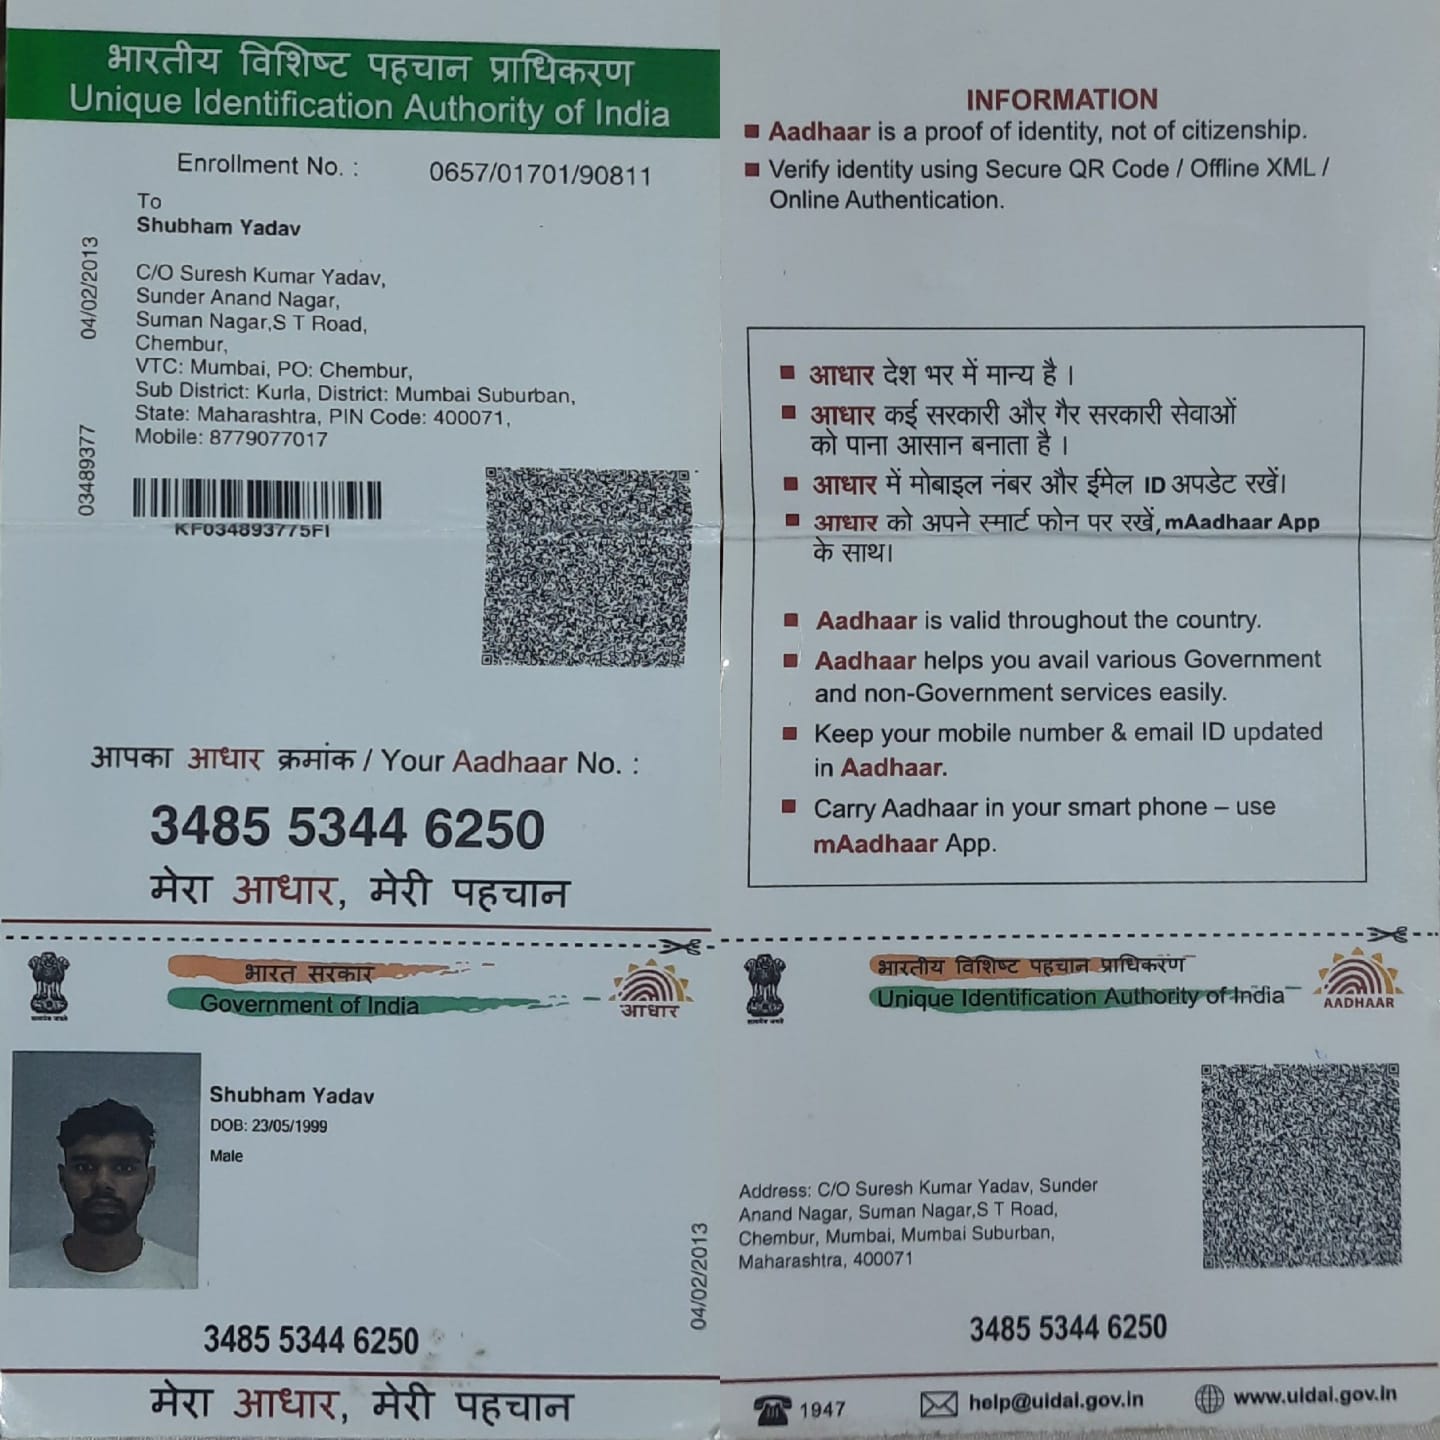 भारतीय विशिष्ट पहचान प्राधिकरण
Unique Identification Authority of India
Enrollment No. : 0657/01701/90811
To
Shubham Yadav
C/O Suresh Kumar Yadav,
Sunder Anand Nagar,
Suman Nagar,S T Road,
Chembur,
VTC: Mumbai, PO: Chembur,
Sub District: Kurla, District: Mumbai Suburban,
State: Maharashtra, PIN Code: 400071,
Mobile: 8779077017
04/02/2013
03489377
KF034893775FI
आपका आधार क्रमांक / Your Aadhaar No. :
3485 5344 6250
मेरा आधार, मेरी पहचान
भारत सरकार
Government of India
आधार
Shubham Yadav
DOB: 23/05/1999
Male
04/02/2013
3485 5344 6250
मेरा आधार, मेरी पहचान
INFORMATION
■ Aadhaar is a proof of identity, not of citizenship.
■ Verify identity using Secure QR Code / Offline XML /
Online Authentication.
■ आधार देश भर में मान्य है ।
■ आधार कई सरकारी और गैर सरकारी सेवाओं
को पाना आसान बनाता है ।
■ आधार में मोबाइल नंबर और ईमेल ID अपडेट रखें।
■ आधार को अपने स्मार्ट फोन पर रखें, mAadhaar App
के साथ।
■ Aadhaar is valid throughout the country.
■ Aadhaar helps you avail various Government
and non-Government services easily.
■ Keep your mobile number & email ID updated
in Aadhaar.
■ Carry Aadhaar in your smart phone – use
mAadhaar App.
भारतीय विशिष्ट पहचान प्राधिकरण
Unique Identification Authority of India
AADHAAR
Address: C/O Suresh Kumar Yadav, Sunder
Anand Nagar, Suman Nagar,S T Road,
Chembur, Mumbai, Mumbai Suburban,
Maharashtra, 400071
3485 5344 6250
1947
help@uidai.gov.in
www.uidai.gov.in